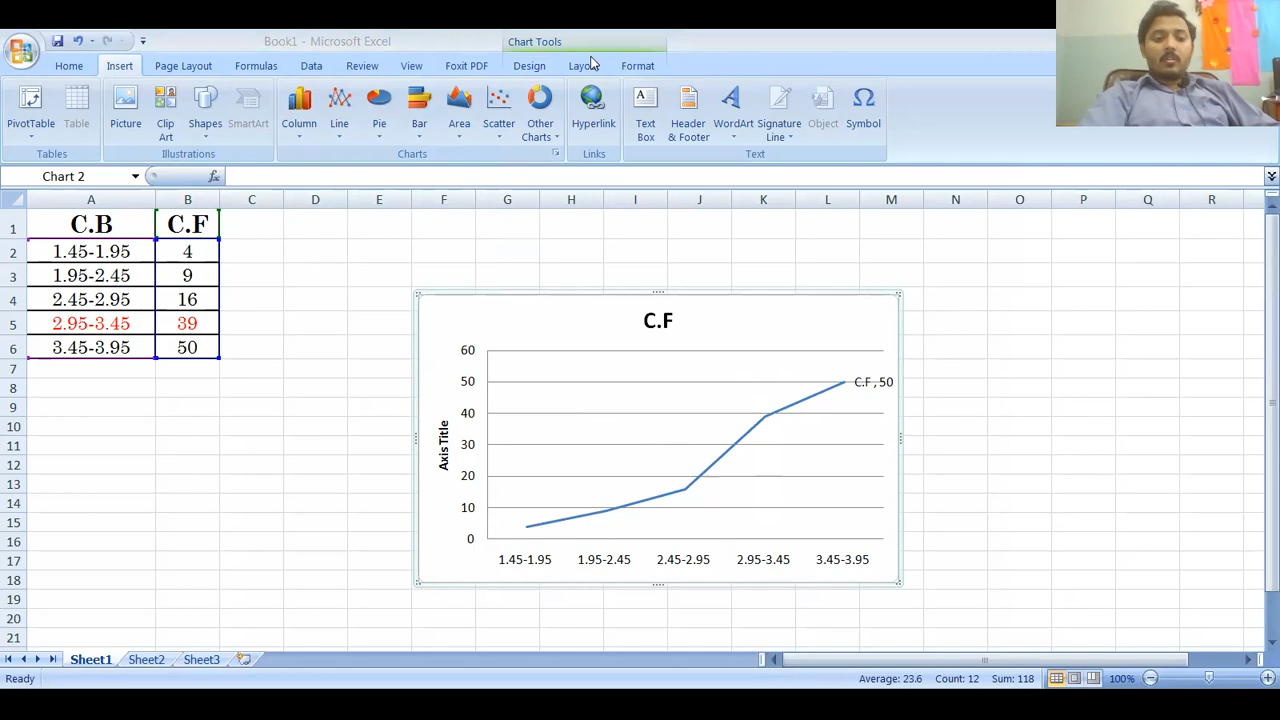 Book1 - Microsoft Excel
Chart Tools
Home Insert Page Layout Formulas Data Review View Foxit PDF Design Layout Format
PivotTable Table Picture Clip Art Shapes SmartArt Column Line Pie Bar Area Scatter Other Charts Hyperlink Text Box Header & Footer WordArt Signature Line Object Symbol
Tables Illustrations Charts Links Text
Chart 2 fx
A B C D E F G H I J K L M N O P Q R
1 C.B C.F
2 1.45-1.95 4
3 1.95-2.45 9
4 2.45-2.95 16
5 2.95-3.45 39
6 3.45-3.95 50
7
8
9
10
11
12
13
14
15
16
17
18
19
20
21
C.F
60
50
40
30
20
10
0
Axis Title
C.F , 50
1.45-1.95 1.95-2.45 2.45-2.95 2.95-3.45 3.45-3.95
Sheet1 Sheet2 Sheet3
Ready Average: 23.6 Count: 12 Sum: 118 100%